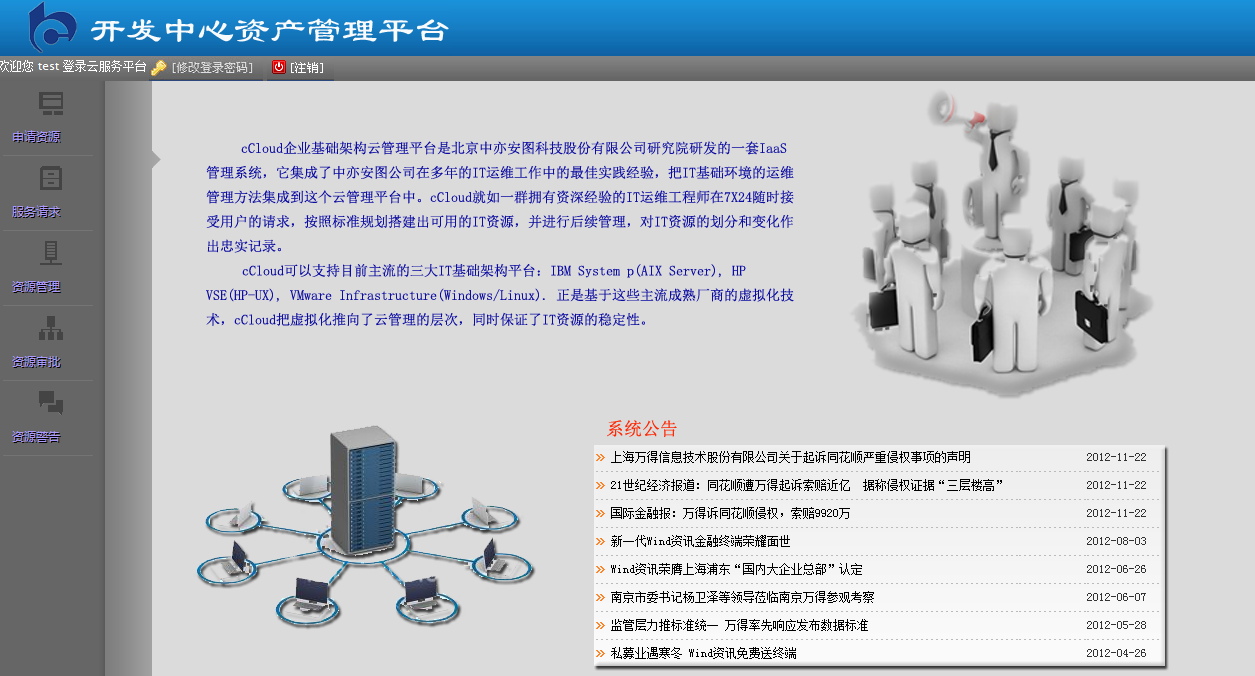 开发中心资产管理平台
欢迎您 test 登录云服务平台 [修改登录密码] [注销]
申请资源
服务请求
资源管理
资源审批
资源警告
cCloud企业基础架构云管理平台是北京中亦安图科技股份有限公司研究院研发的一套IaaS
管理系统，它集成了中亦安图公司在多年的IT运维工作中的最佳实践经验，把IT基础环境的运维
管理方法集成到这个云管理平台中。cCloud就如一群拥有资深经验的IT运维工程师在7X24随时接
受用户的请求，按照标准规划搭建出可用的IT资源，并进行后续管理，对IT资源的划分和变化作
出忠实记录。
cCloud可以支持目前主流的三大IT基础架构平台：IBM System p(AIX Server), HP
VSE(HP-UX), VMware Infrastructure(Windows/Linux). 正是基于这些主流成熟厂商的虚拟化技
术，cCloud把虚拟化推向了云管理的层次，同时保证了IT资源的稳定性。
系统公告
上海万得信息技术股份有限公司关于起诉同花顺严重侵权事项的声明 2012-11-22
21世纪经济报道：同花顺遭万得起诉索赔近亿　据称侵权证据“三层楼高” 2012-11-22
国际金融报：万得诉同花顺侵权，索赔9920万 2012-11-22
新一代Wind资讯金融终端荣耀面世 2012-08-03
Wind资讯荣膺上海浦东“国内大企业总部”认定 2012-06-26
南京市委书记杨卫泽等领导莅临南京万得参观考察 2012-06-07
监管层力推标准统一 万得率先响应发布数据标准 2012-05-28
私募业遇寒冬 Wind资讯免费送终端 2012-04-26